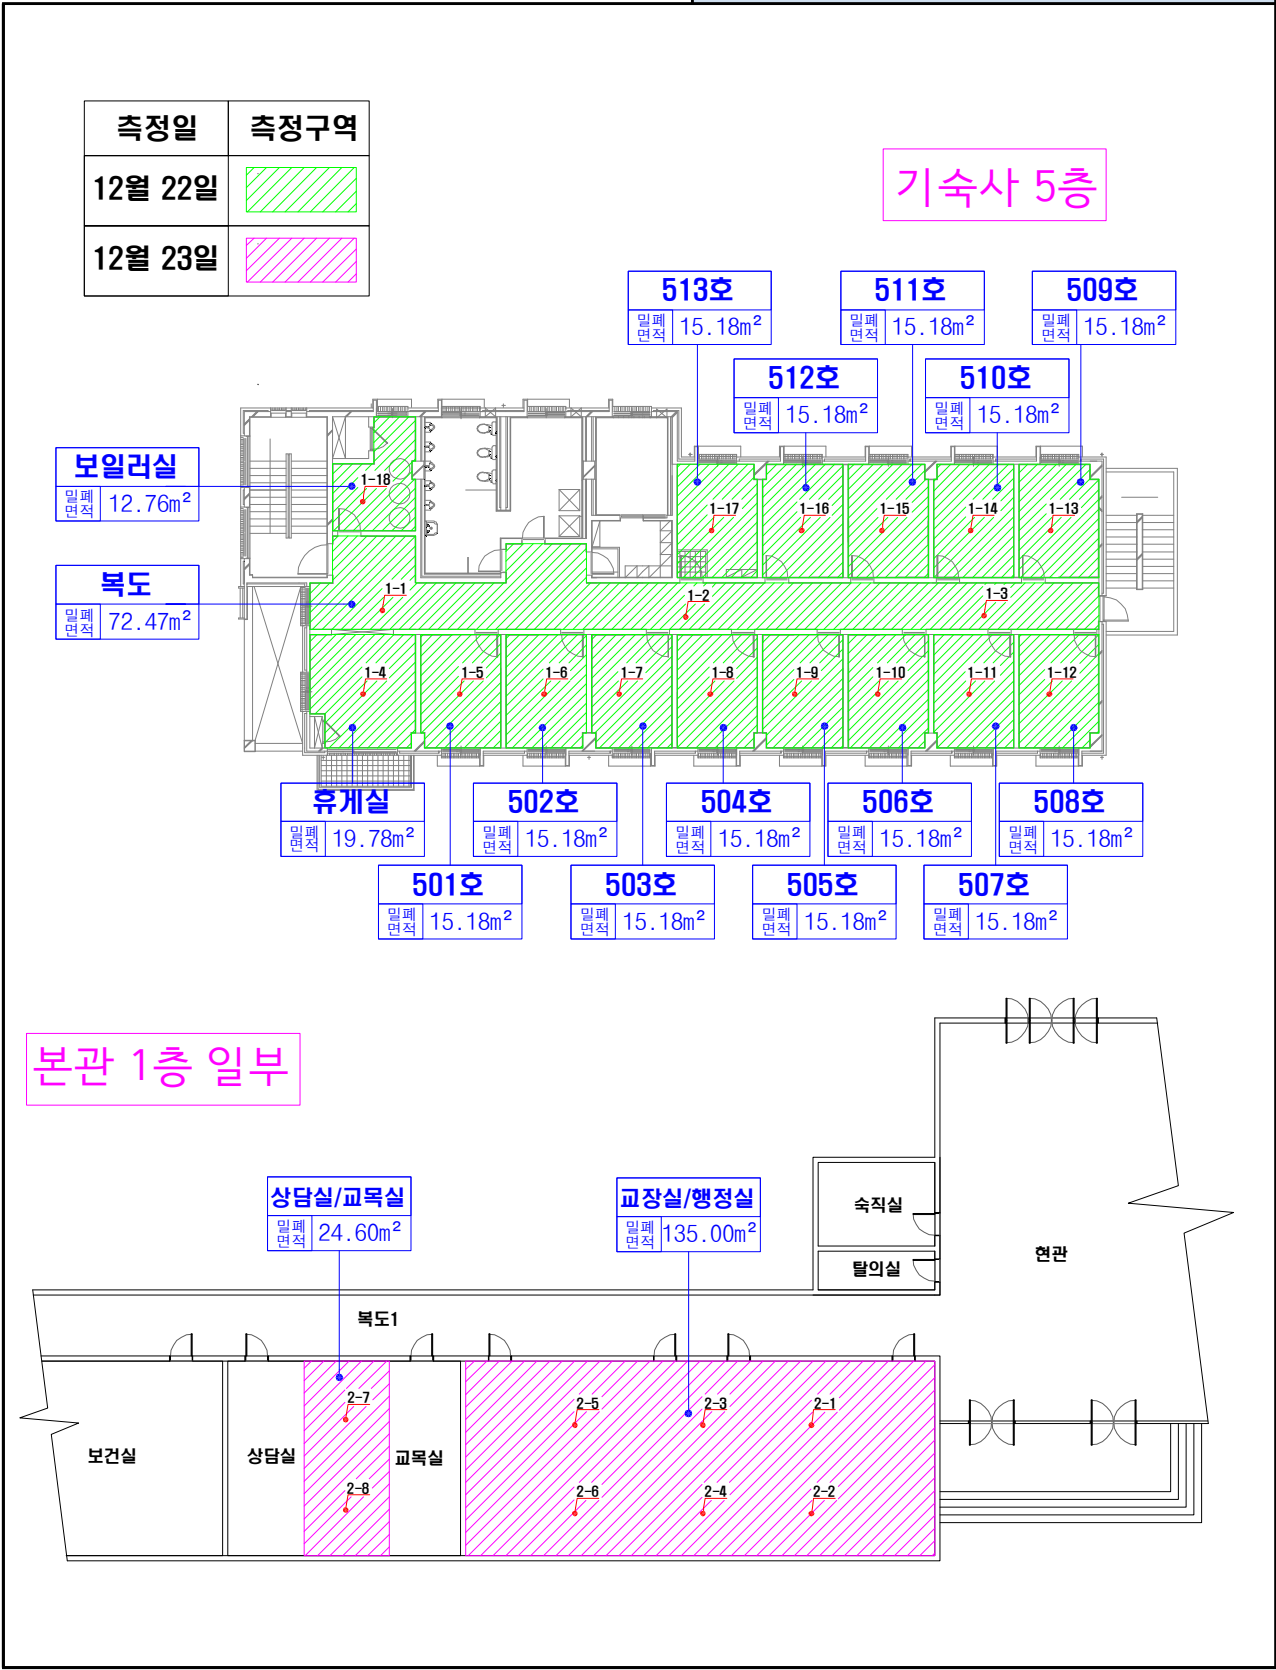 측정일 측정구역
12월 22일
12월 23일
기숙사 5층
513호
밀폐면적 15.18m²
511호
밀폐면적 15.18m²
509호
밀폐면적 15.18m²
512호
밀폐면적 15.18m²
510호
밀폐면적 15.18m²
보일러실
밀폐면적 12.76m²
복도
밀폐면적 72.47m²
1-18
1-17
1-16
1-15
1-14
1-13
1-1
1-2
1-3
1-4
1-5
1-6
1-7
1-8
1-9
1-10
1-11
1-12
휴게실
밀폐면적 19.78m²
502호
밀폐면적 15.18m²
504호
밀폐면적 15.18m²
506호
밀폐면적 15.18m²
508호
밀폐면적 15.18m²
501호
밀폐면적 15.18m²
503호
밀폐면적 15.18m²
505호
밀폐면적 15.18m²
507호
밀폐면적 15.18m²
본관 1층 일부
상담실/교목실
밀폐면적 24.60m²
교장실/행정실
밀폐면적 135.00m²
숙직실
탈의실
현관
복도1
2-7
2-5
2-3
2-1
보건실
상담실
교목실
2-8
2-6
2-4
2-2